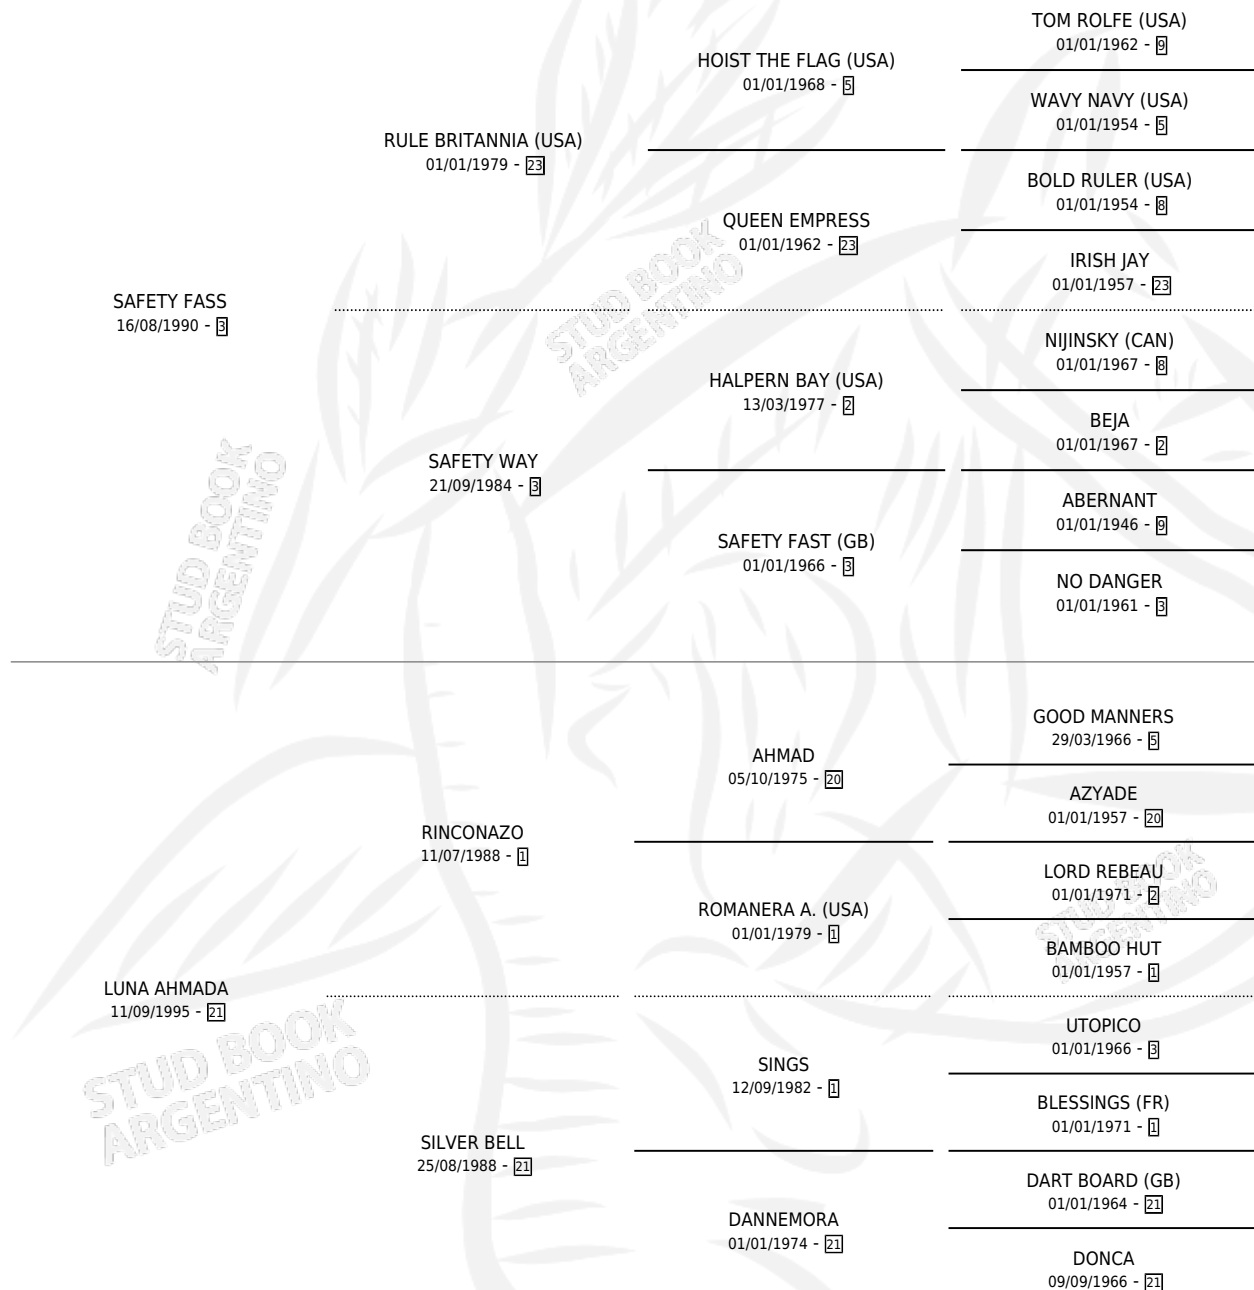 TOM ROLFE (USA)
01/01/1962 - 9
HOIST THE FLAG (USA)
01/01/1968 - 5
WAVY NAVY (USA)
01/01/1954 - 5
RULE BRITANNIA (USA)
01/01/1979 - 23
BOLD RULER (USA)
01/01/1954 - 8
QUEEN EMPRESS
01/01/1962 - 23
IRISH JAY
01/01/1957 - 23
SAFETY FASS
16/08/1990 - 3
NIJINSKY (CAN)
01/01/1967 - 8
HALPERN BAY (USA)
13/03/1977 - 2
BEJA
01/01/1967 - 2
SAFETY WAY
21/09/1984 - 3
ABERNANT
01/01/1946 - 9
SAFETY FAST (GB)
01/01/1966 - 3
NO DANGER
01/01/1961 - 3
GOOD MANNERS
29/03/1966 - 5
AHMAD
05/10/1975 - 20
AZYADE
01/01/1957 - 20
RINCONAZO
11/07/1988 - 1
LORD REBEAU
01/01/1971 - 2
ROMANERA A. (USA)
01/01/1979 - 1
BAMBOO HUT
01/01/1957 - 1
LUNA AHMADA
11/09/1995 - 21
UTOPICO
01/01/1966 - 3
SINGS
12/09/1982 - 1
BLESSINGS (FR)
01/01/1971 - 1
SILVER BELL
25/08/1988 - 21
DART BOARD (GB)
01/01/1964 - 21
DANNEMORA
01/01/1974 - 21
DONCA
09/09/1966 - 21
STUD BOOK
ARGENTINO
STUD BOOK
ARGENTINO
STUD BOOK
ARGENTINO
STUD BOOK
ARGENTINO